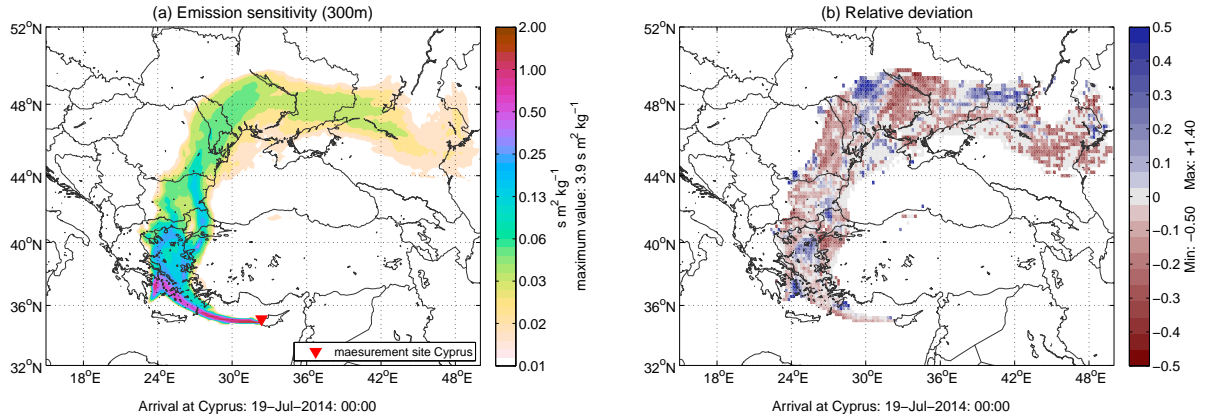 (a) Emission sensitivity (300m)
52°N
48°N
44°N
40°N
36°N
32°N
18°E 24°E 30°E 36°E 42°E 48°E
maesurement site Cyprus
Arrival at Cyprus: 19−Jul−2014: 00:00
2.00
1.00
0.50
0.25
0.13
0.06
0.03
0.02
0.01
s m² kg⁻¹
maximum value: 3.9 s m² kg⁻¹
(b) Relative deviation
52°N
48°N
44°N
40°N
36°N
32°N
18°E 24°E 30°E 36°E 42°E 48°E
Arrival at Cyprus: 19−Jul−2014: 00:00
0.5
0.4
0.3
0.2
0.1
0
−0.1
−0.2
−0.3
−0.4
−0.5
Min: −0.50 Max: +1.40